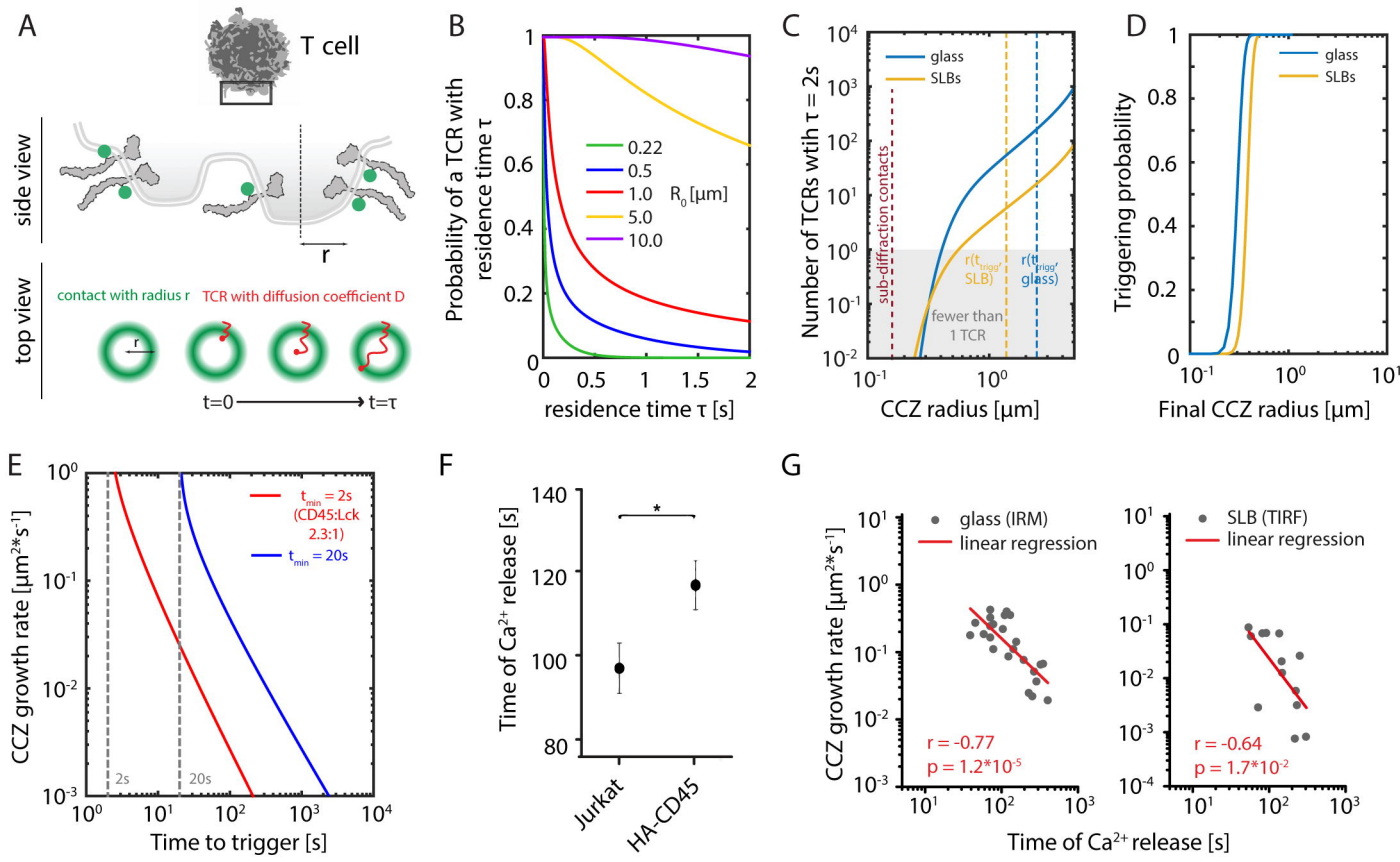 A
T cell
side view
r
top view
contact with radius r
TCR with diffusion coefficient D
r
t=0
t=τ
B
Probability of a TCR with
residence time τ
1
0.8
0.6
0.4
0.2
0
0.22
0.5
1.0 R0 [µm]
5.0
10.0
0 0.5 1 1.5 2
residence time τ [s]
C
Number of TCRs wtih τ = 2s
10^4
10^3
10^2
10^1
10^0
10^-1
10^-2
glass
SLBs
sub-diffraction contacts
r(t_trigg,
SLB)
r(t_trigg,
glass)
fewer than
1 TCR
10^-1 10^0
CCZ radius [µm]
D
Triggering probability
1
0.8
0.6
0.4
0.2
0
glass
SLBs
10^-1 10^0 10^1
Final CCZ radius [µm]
E
CCZ growth rate [µm²*s^-1]
10^0
10^-1
10^-2
10^-3
t_min = 2s
(CD45:Lck
2.3:1)
t_min = 20s
2s
20s
10^0 10^1 10^2 10^3 10^4
Time to trigger [s]
F
Time of Ca^2+ release [s]
140
120
100
80
*
Jurkat
HA-CD45
G
CCZ growth rate [µm^2*s^-1]
10^1
10^0
10^-1
10^-2
10^-3
glass (IRM)
linear regression
r = -0.77
p = 1.2*10^-5
10^1 10^2 10^3
10^1
10^0
10^-1
10^-2
10^-3
10^-4
SLB (TIRF)
linear regression
r = -0.64
p = 1.7*10^-2
10^1 10^2 10^3
Time of Ca^2+ release [s]